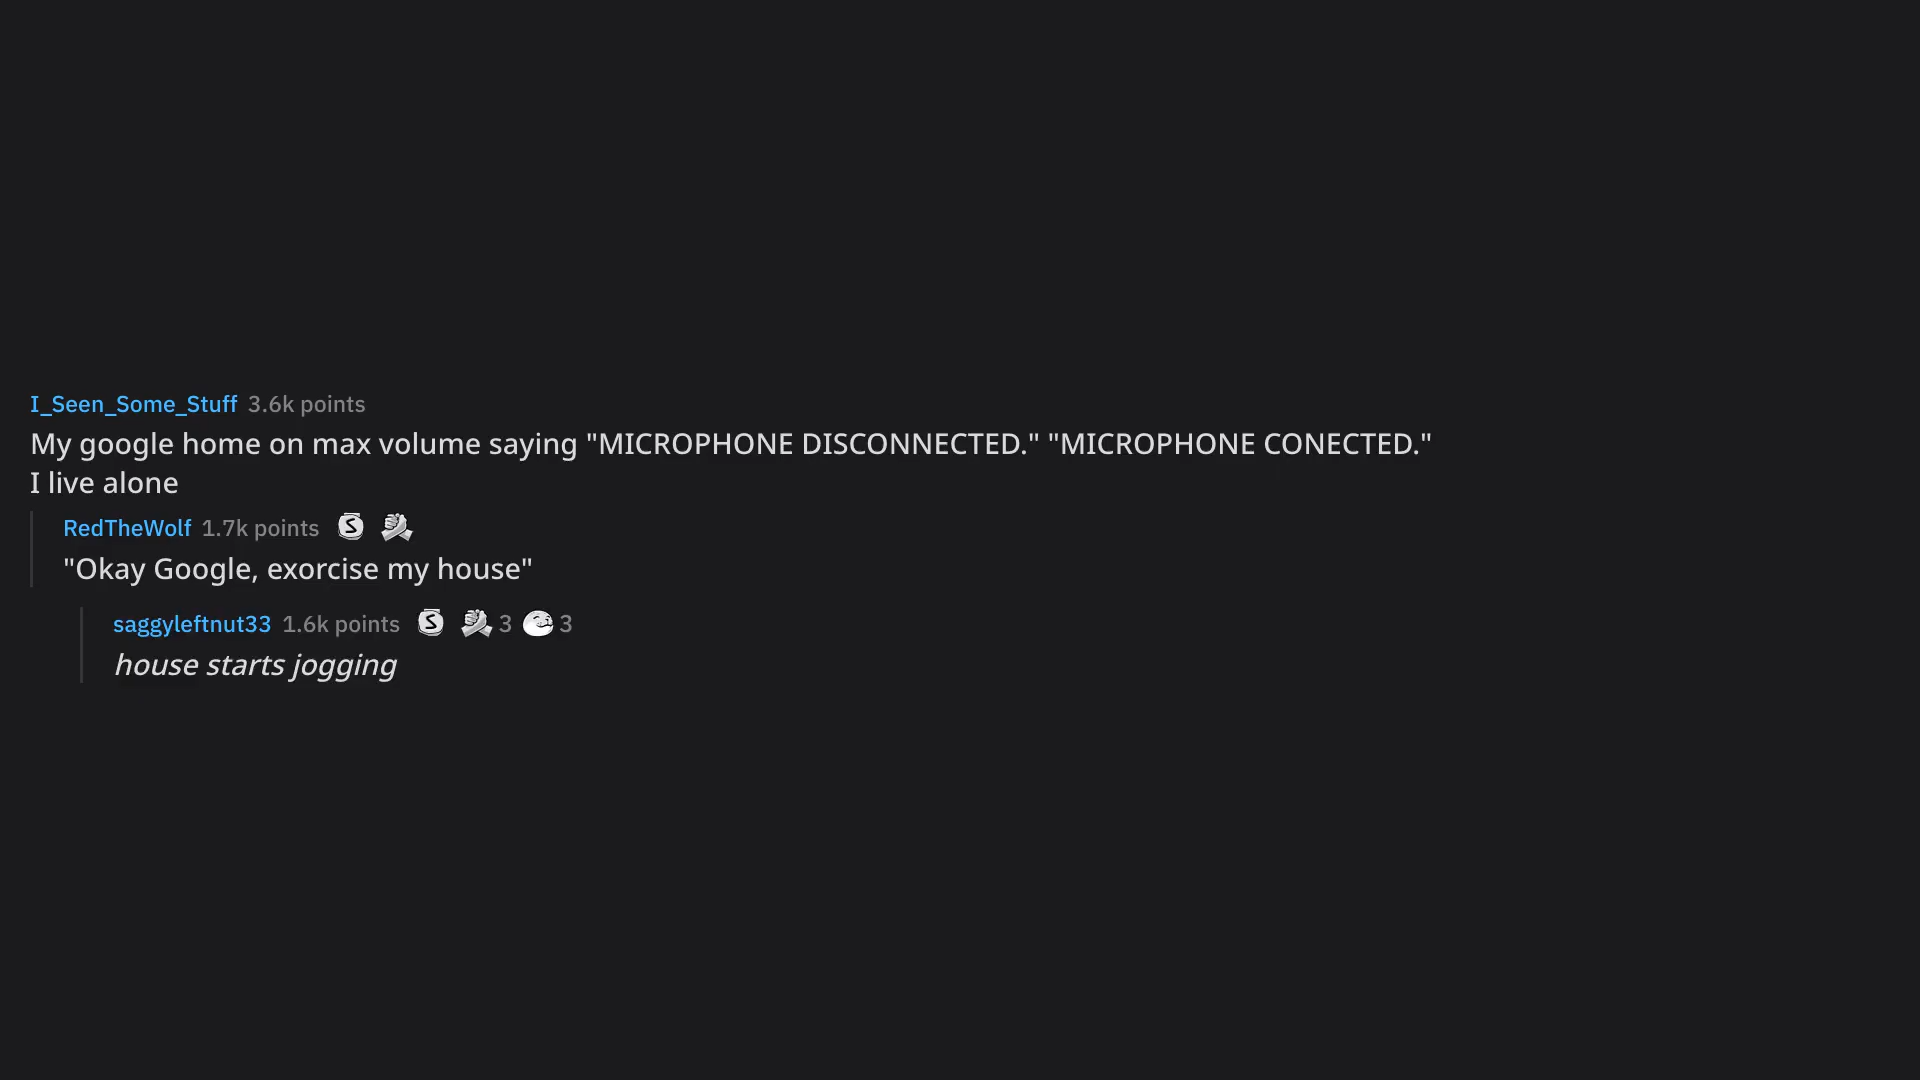 I_Seen_Some_Stuff 3.6k points
My google home on max volume saying "MICROPHONE DISCONNECTED." "MICROPHONE CONECTED."
I live alone
RedTheWolf 1.7k points S
"Okay Google, exorcise my house"
saggyleftnut33 1.6k points S 3 3
house starts jogging